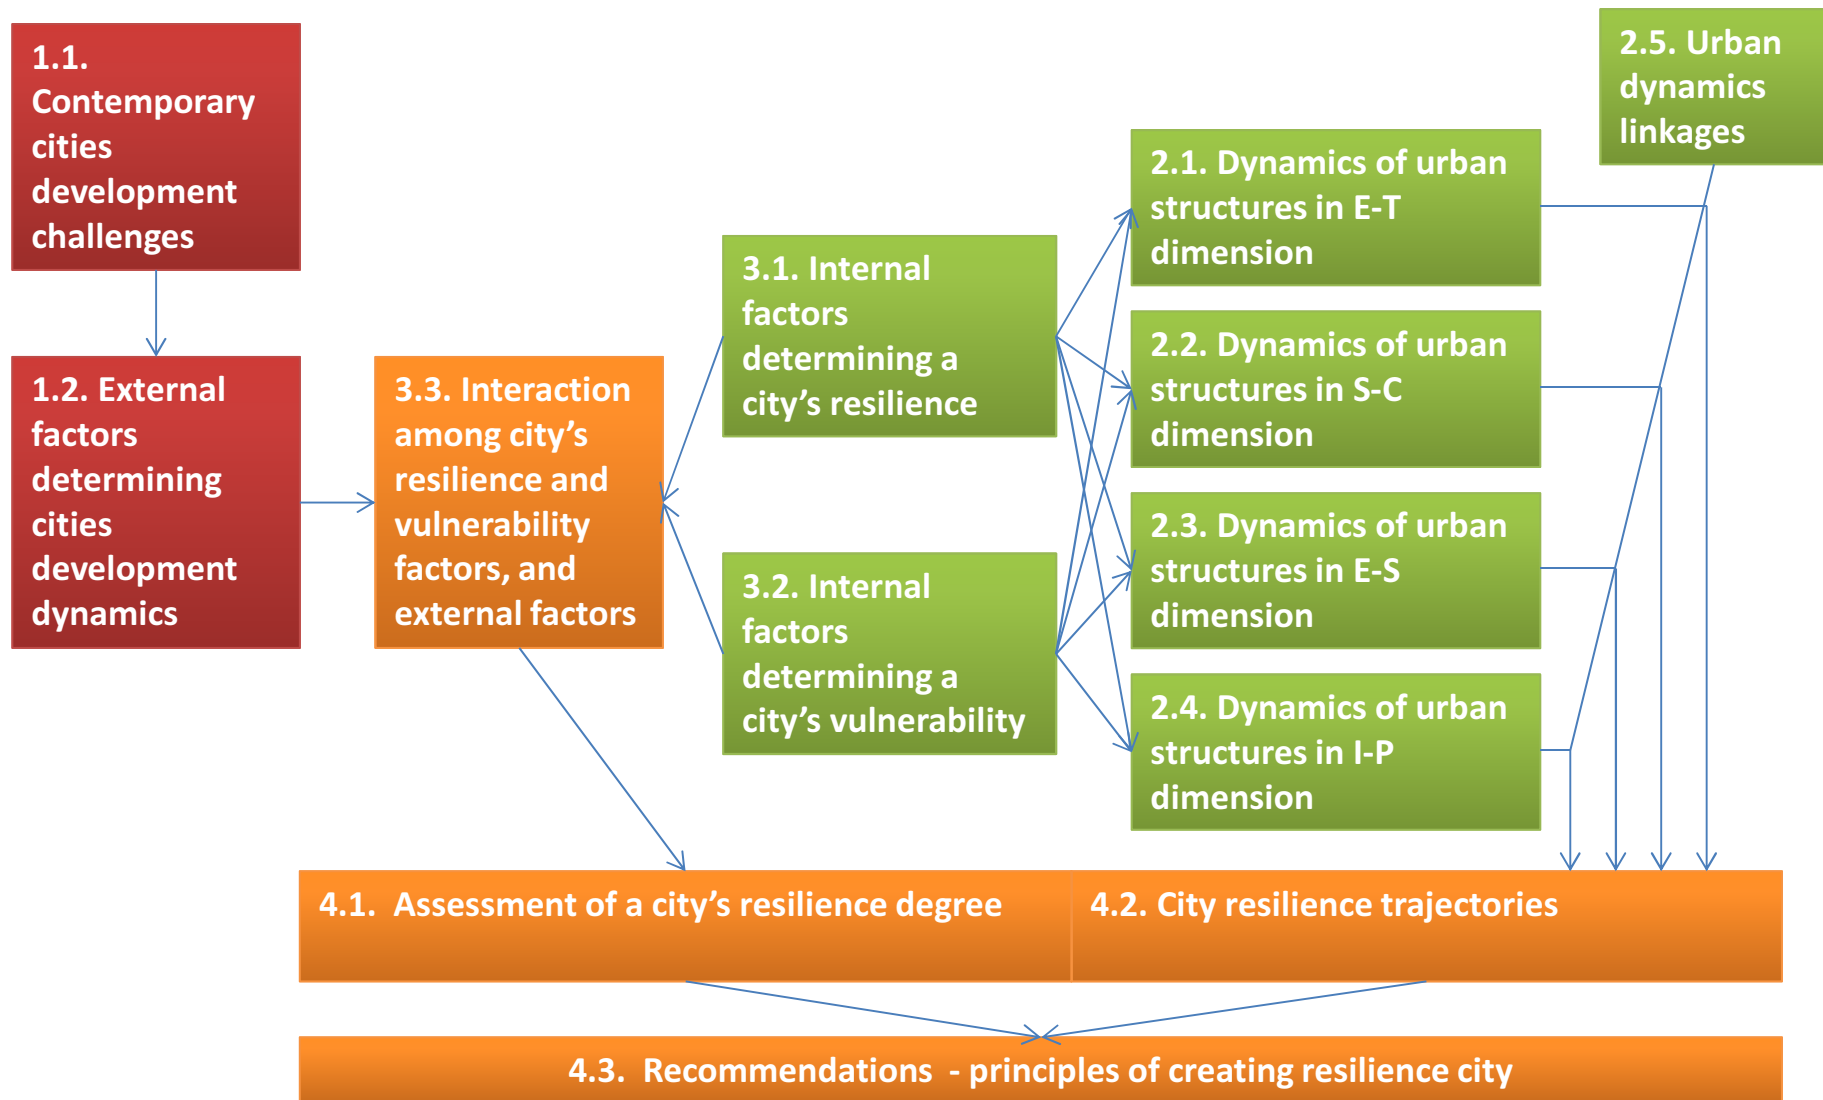 1.1.
Contemporary
cities
development
challenges
1.2. External
factors
determining
cities
development
dynamics
3.3. Interaction
among city’s
resilience and
vulnerability
factors, and
external factors
3.1. Internal
factors
determining a
city’s resilience
3.2. Internal
factors
determining a
city’s vulnerability
2.1. Dynamics of urban
structures in E-T
dimension
2.2. Dynamics of urban
structures in S-C
dimension
2.3. Dynamics of urban
structures in E-S
dimension
2.4. Dynamics of urban
structures in I-P
dimension
2.5. Urban
dynamics
linkages
4.1. Assessment of a city’s resilience degree
4.2. City resilience trajectories
4.3. Recommendations - principles of creating resilience city